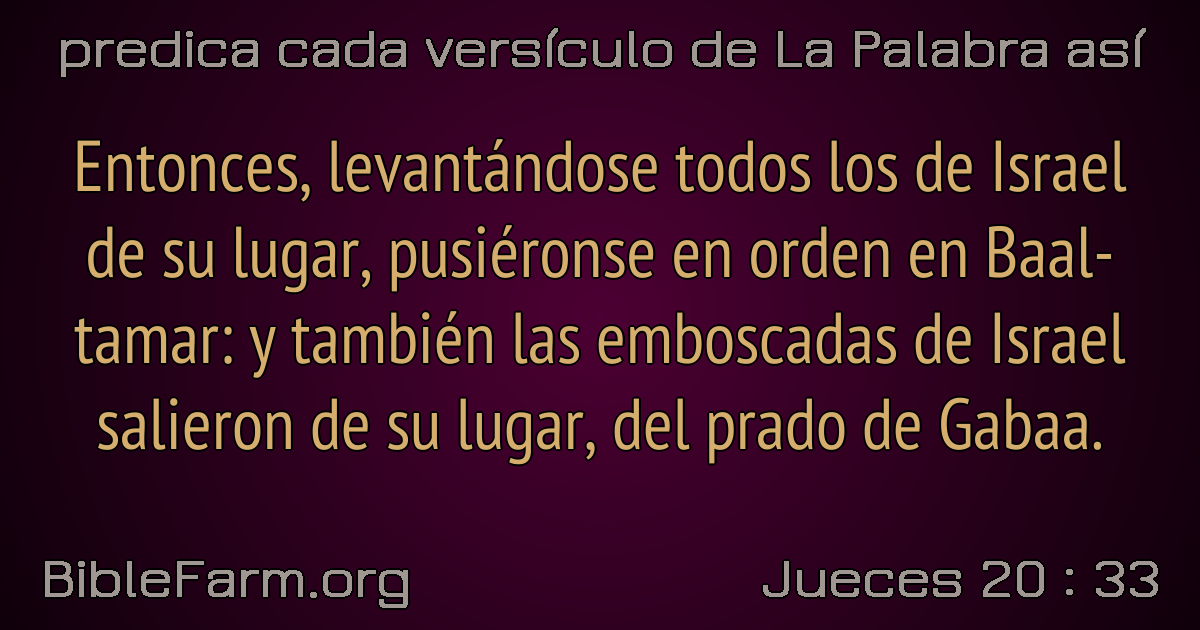 predica cada versículo de La Palabra así
Entonces, levantándose todos los de Israel
de su lugar, pusiéronse en orden en Baal-
tamar: y también las emboscadas de Israel
salieron de su lugar, del prado de Gabaa.
BibleFarm.org
Jueces 20 : 33